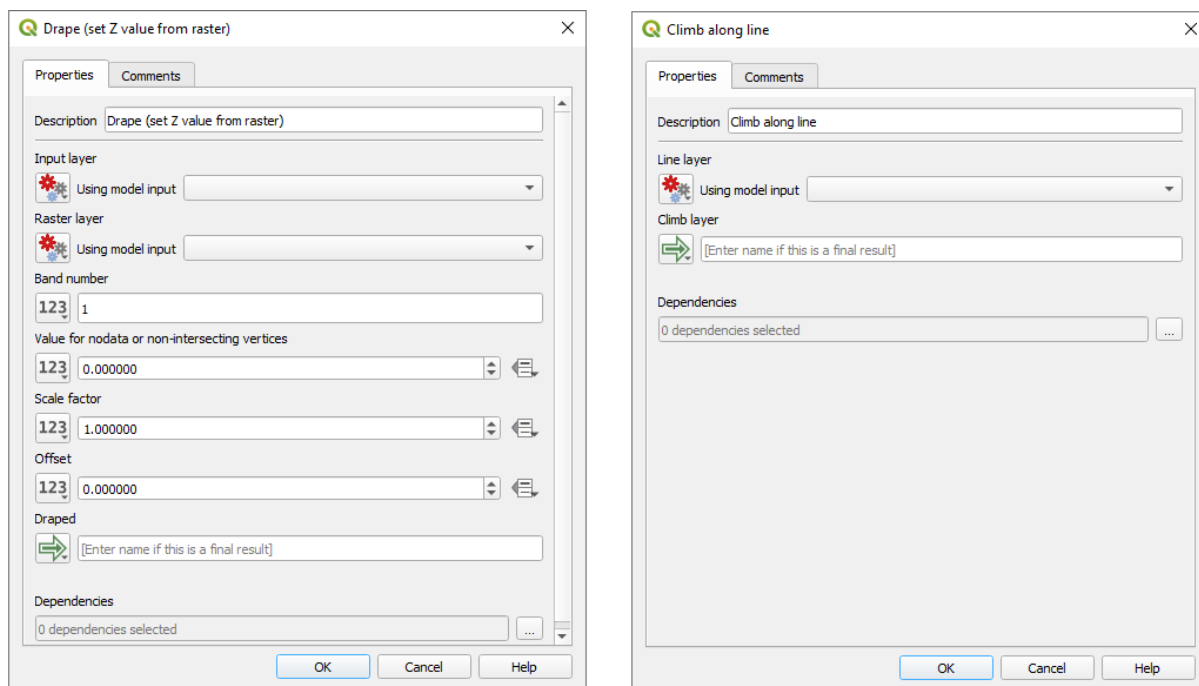 Drape (set Z value from raster)
Properties
Comments
Description Drape (set Z value from raster)
Input layer
Using model input
Raster layer
Using model input
Band number
123 1
Value for nodata or non-intersecting vertices
123 0.000000
Scale factor
123 1.000000
Offset
123 0.000000
Draped
[Enter name if this is a final result]
Dependencies
0 dependencies selected
...
OK
Cancel
Help
Climb along line
Properties
Comments
Description Climb along line
Line layer
Using model input
Climb layer
[Enter name if this is a final result]
Dependencies
0 dependencies selected
...
OK
Cancel
Help